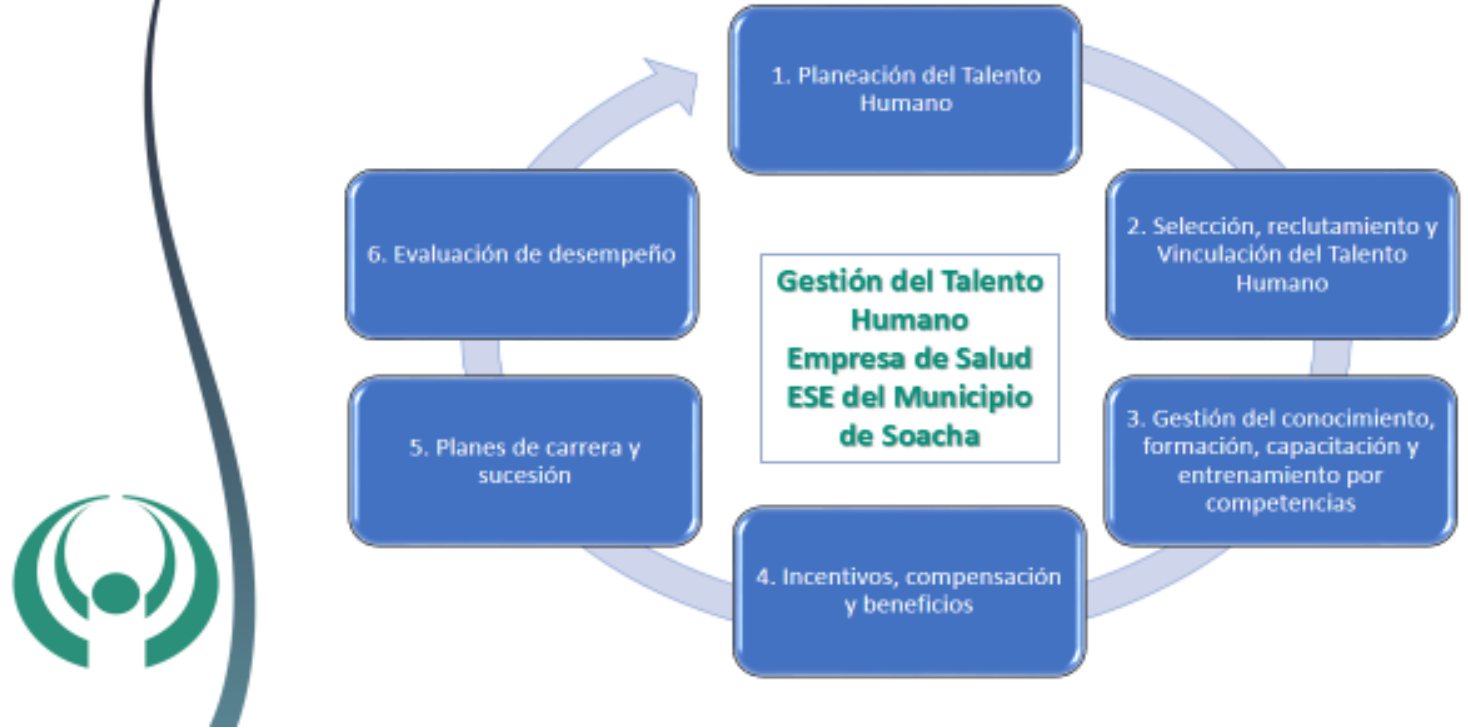 1. Planeación del Talento
Humano
2. Selección, reclutamiento y
Vinculación del Talento
Humano
3. Gestión del conocimiento,
formación, capacitación y
entrenamiento por
competencias
4. Incentivos, compensación
y beneficios
5. Planes de carrera y
sucesión
6. Evaluación de desempeño
Gestión del Talento
Humano
Empresa de Salud
ESE del Municipio
de Soacha